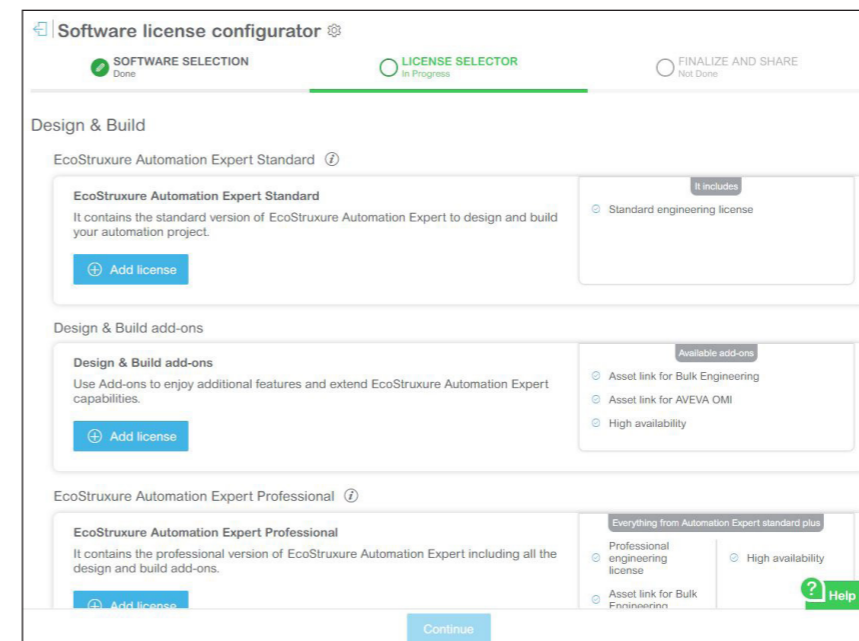 Software license configurator
SOFTWARE SELECTION
Done
LICENSE SELECTOR
In Progress
FINALIZE AND SHARE
Not Done
Design & Build
EcoStruxure Automation Expert Standard
EcoStruxure Automation Expert Standard
It contains the standard version of EcoStruxure Automation Expert to design and build
your automation project.
Add license
It includes
Standard engineering license
Design & Build add-ons
Design & Build add-ons
Use Add-ons to enjoy additional features and extend EcoStruxure Automation Expert
capabilities.
Add license
Available add-ons
Asset link for Bulk Engineering
Asset link for AVEVA OMI
High availability
EcoStruxure Automation Expert Professional
EcoStruxure Automation Expert Professional
It contains the professional version of EcoStruxure Automation Expert including all the
design and build add-ons.
Add license
Everything from Automation Expert standard plus
Professional
engineering
license
High availability
Asset link for Bulk
Engineering
? Help
Continue